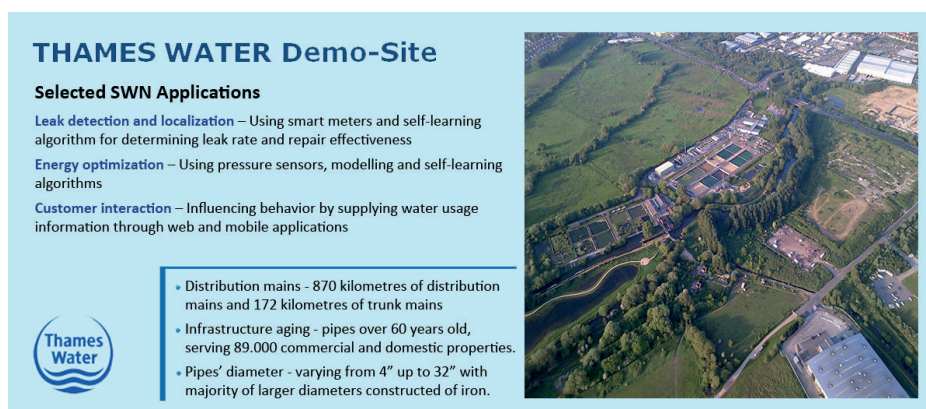 THAMES WATER Demo-Site
Selected SWN Applications
Leak detection and localization – Using smart meters and self-learning
algorithm for determining leak rate and repair effectiveness
Energy optimization – Using pressure sensors, modelling and self-learning
algorithms
Customer interaction – Influencing behavior by supplying water usage
information through web and mobile applications
• Distribution mains - 870 kilometres of distribution
mains and 172 kilometres of trunk mains
• Infrastructure aging - pipes over 60 years old,
serving 89.000 commercial and domestic properties.
• Pipes’ diameter - varying from 4” up to 32” with
majority of larger diameters constructed of iron.
Thames
Water